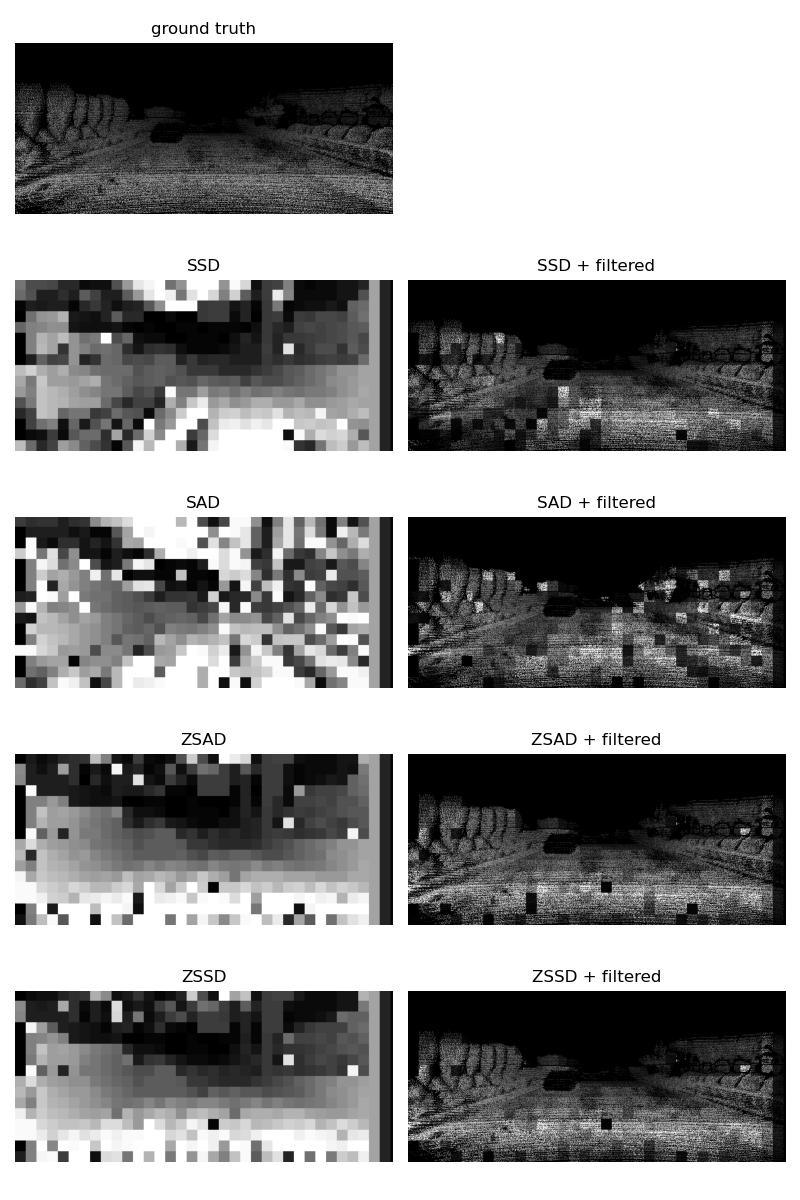 ground truth
SSD
SSD + filtered
SAD
SAD + filtered
ZSAD
ZSAD + filtered
ZSSD
ZSSD + filtered